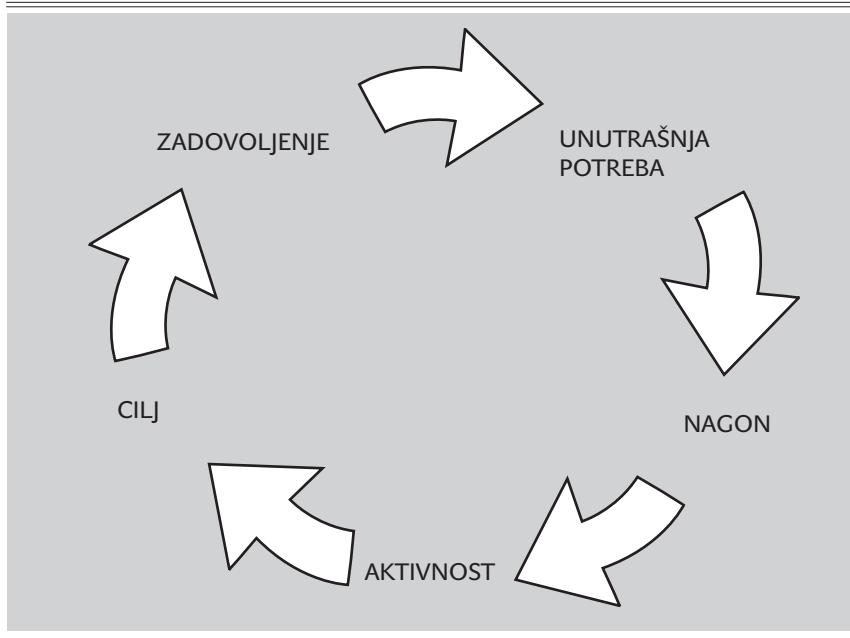 ZADOVOLJENJE
UNUTRAŠNJA
POTREBA
NAGON
AKTIVNOST
CILJ